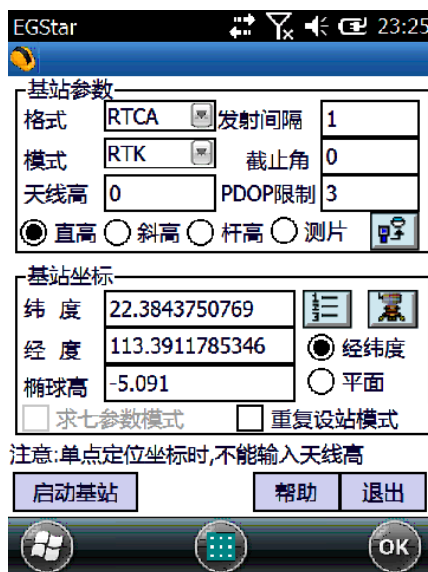 EGStar 23:25
基站参数
格式 RTCA 发射间隔 1
模式 RTK 截止角 0
天线高 0 PDOP限制 3
直高 斜高 杆高 测片
基站坐标
纬 度 22.3843750769
经 度 113.3911785346 经纬度
椭球高 -5.091 平面
求七参数模式 重复设站模式
注意:单点定位坐标时,不能输入天线高
启动基站 帮助 退出
OK